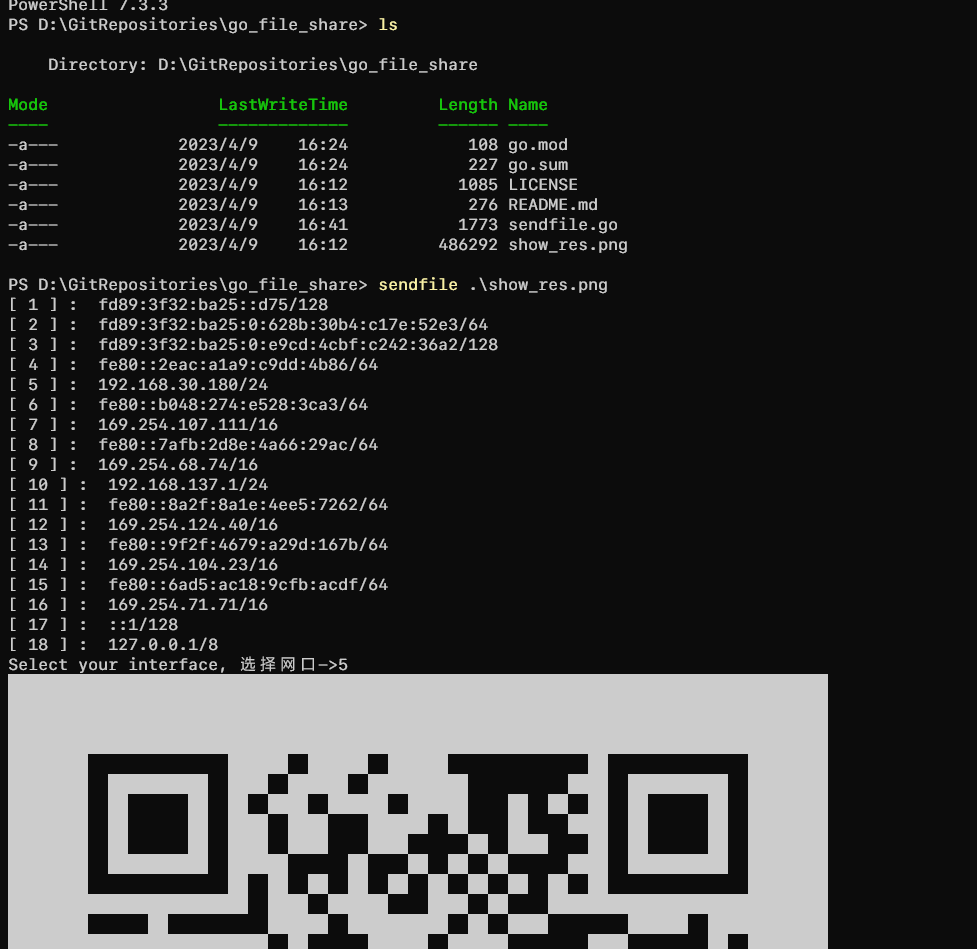 PowerShell 7.3.3
PS D:\GitRepositories\go_file_share> ls
Directory: D:\GitRepositories\go_file_share
Mode LastWriteTime Length Name
---- ------------- ------ ----
-a--- 2023/4/9 16:24 108 go.mod
-a--- 2023/4/9 16:24 227 go.sum
-a--- 2023/4/9 16:12 1085 LICENSE
-a--- 2023/4/9 16:13 276 README.md
-a--- 2023/4/9 16:41 1773 sendfile.go
-a--- 2023/4/9 16:12 486292 show_res.png
PS D:\GitRepositories\go_file_share> sendfile .\show_res.png
[ 1 ] : fd89:3f32:ba25::d75/128
[ 2 ] : fd89:3f32:ba25:0:628b:30b4:c17e:52e3/64
[ 3 ] : fd89:3f32:ba25:0:e9cd:4cbf:c242:36a2/128
[ 4 ] : fe80::2eac:a1a9:c9dd:4b86/64
[ 5 ] : 192.168.30.180/24
[ 6 ] : fe80::b048:274:e528:3ca3/64
[ 7 ] : 169.254.107.111/16
[ 8 ] : fe80::7afb:2d8e:4a66:29ac/64
[ 9 ] : 169.254.68.74/16
[ 10 ] : 192.168.137.1/24
[ 11 ] : fe80::8a2f:8a1e:4ee5:7262/64
[ 12 ] : 169.254.124.40/16
[ 13 ] : fe80::9f2f:4679:a29d:167b/64
[ 14 ] : 169.254.104.23/16
[ 15 ] : fe80::6ad5:ac18:9cfb:acdf/64
[ 16 ] : 169.254.71.71/16
[ 17 ] : ::1/128
[ 18 ] : 127.0.0.1/8
Select your interface, 选择网口->5